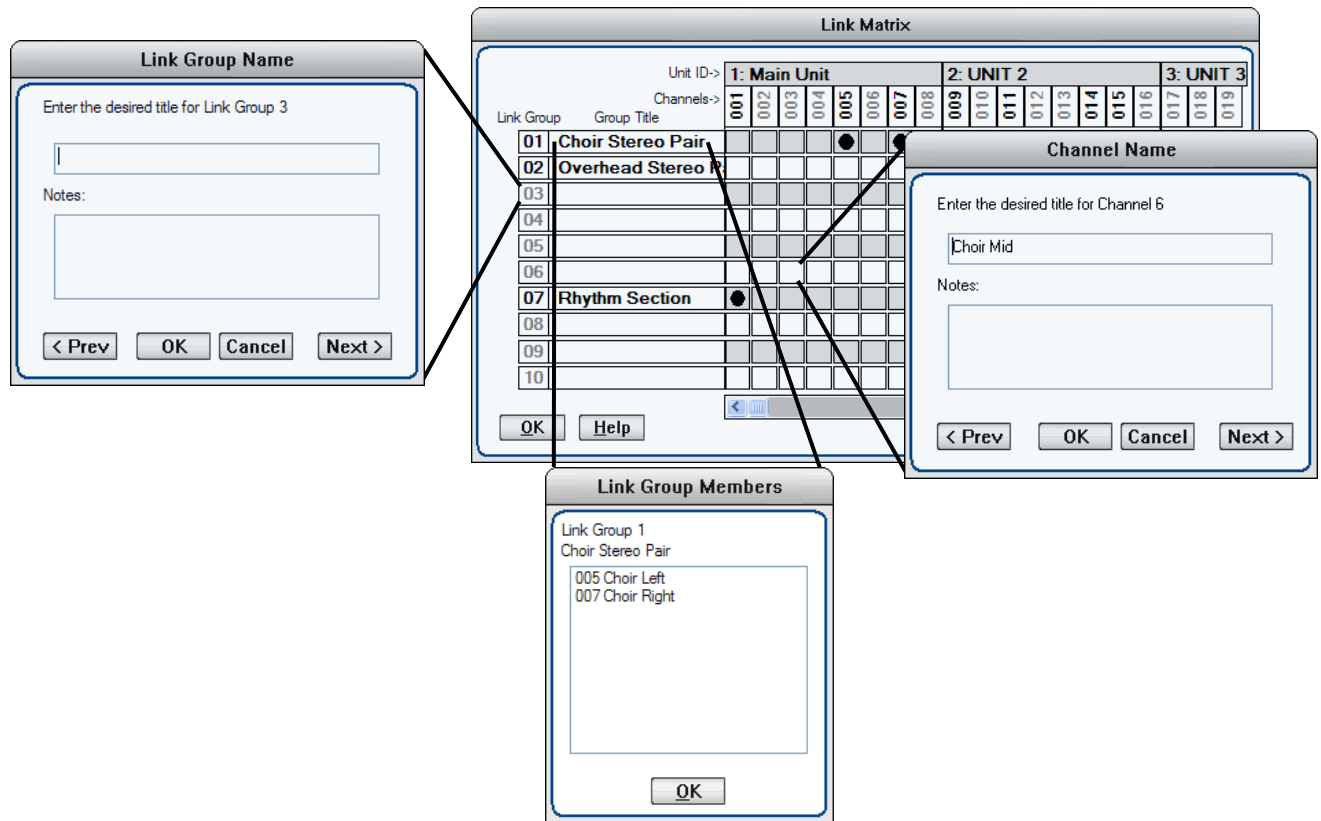 Link Group Name
Enter the desired title for Link Group 3
Notes:
< Prev OK Cancel Next >
Link Matrix
Unit ID-> 1: Main Unit 2: UNIT 2 3: UNIT 3
Channels-> 001 002 003 004 005 006 007 008 009 010 011 012 013 014 015 016 017 018 019
Link Group Group Title
01 Choir Stereo Pair
02 Overhead Stereo P
03
04
05
06
07 Rhythm Section
08
09
10
OK Help
Channel Name
Enter the desired title for Channel 6
Choir Mid
Notes:
< Prev OK Cancel Next >
Link Group Members
Link Group 1
Choir Stereo Pair
005 Choir Left
007 Choir Right
OK